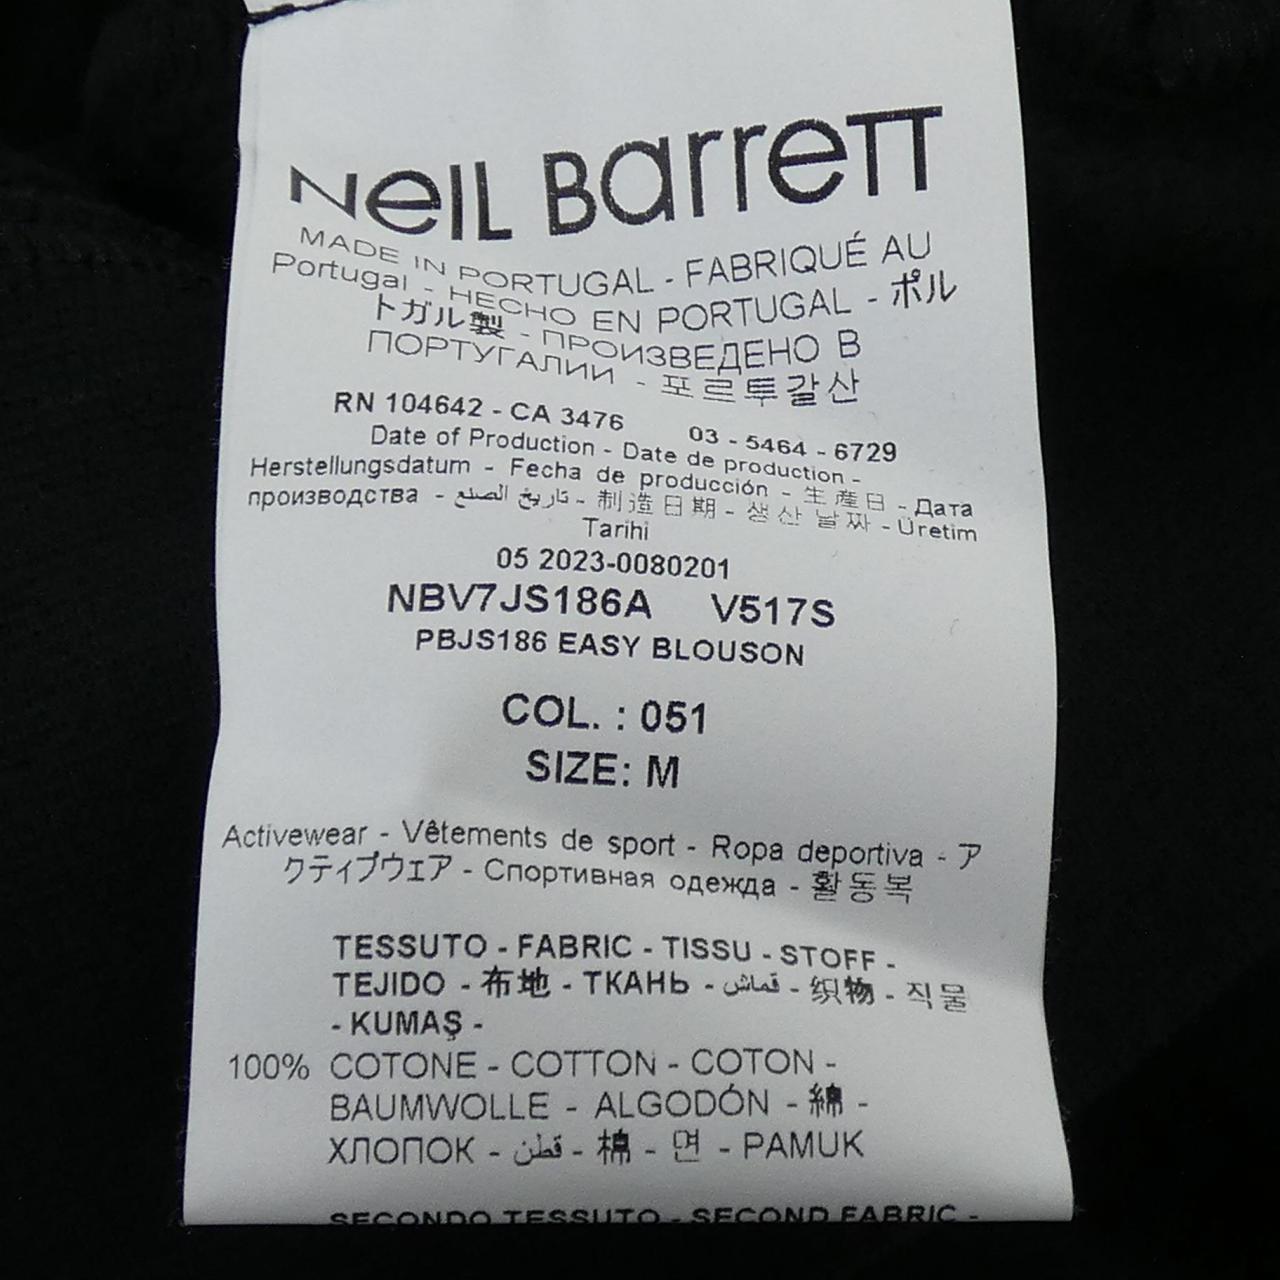 Neil Barrett
MADE IN PORTUGAL - FABRIQUÉ AU
Portugal - HECHO EN PORTUGAL - ポル
トガル製 - ПРОИЗВЕДЕНО В
ПОРТУГАЛИИ - 포르투갈산
RN 104642 - CA 3476 03 - 5464 - 6729
Date of Production - Date de production -
Herstellungsdatum - Fecha de producción - 生産日 - Дата
производства - تاريخ الصنع - 制造日期 - 생산 날짜 - Üretim
Tarihi
05 2023-0080201
NBV7JS186A V517S
PBJS186 EASY BLOUSON
COL. : 051
SIZE: M
Activewear - Vêtements de sport - Ropa deportiva - ア
クティブウェア - Спортивная одежда - 활동복
TESSUTO - FABRIC - TISSU - STOFF -
TEJIDO - 布地 - ТКАНЬ - قماش - 织物 - 직물
- KUMAŞ -
100% COTONE - COTTON - COTON -
BAUMWOLLE - ALGODÓN - 綿 -
ХЛОПОК - قطن - 棉 - 면 - PAMUK
SECONDO TESSUTO - SECOND FABRIC -